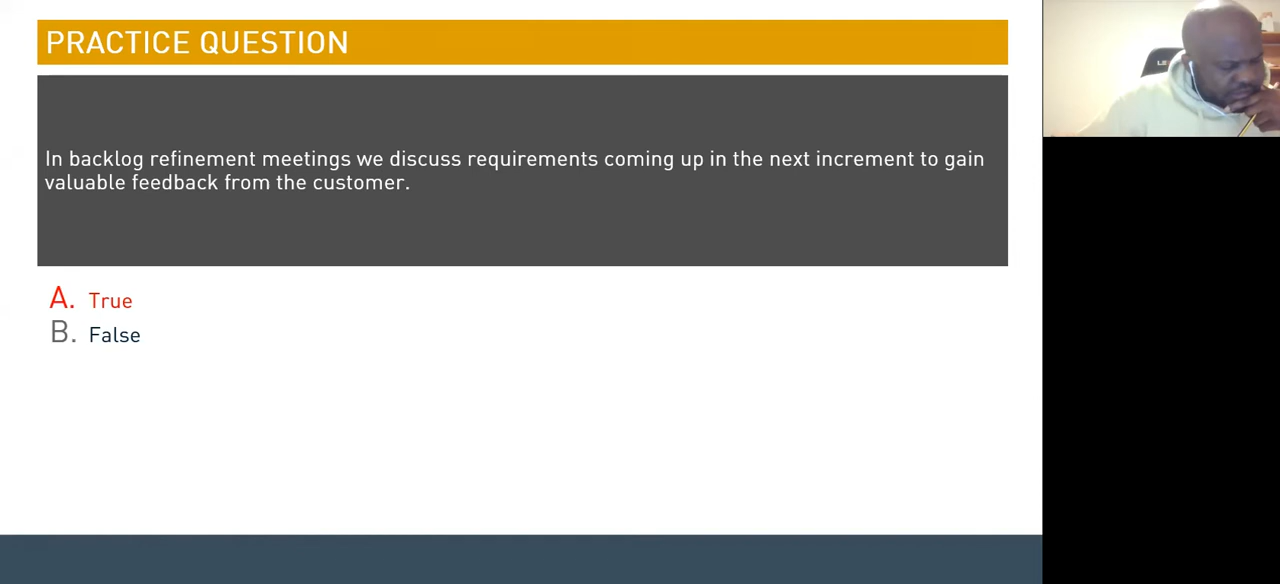 PRACTICE QUESTION
In backlog refinement meetings we discuss requirements coming up in the next increment to gain
valuable feedback from the customer.
A. True
B. False